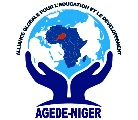 ALLIANCE GLOBALE POUR L'EDUCATION ET LE DEVELOPPEMENT
AGEDE-NIGER